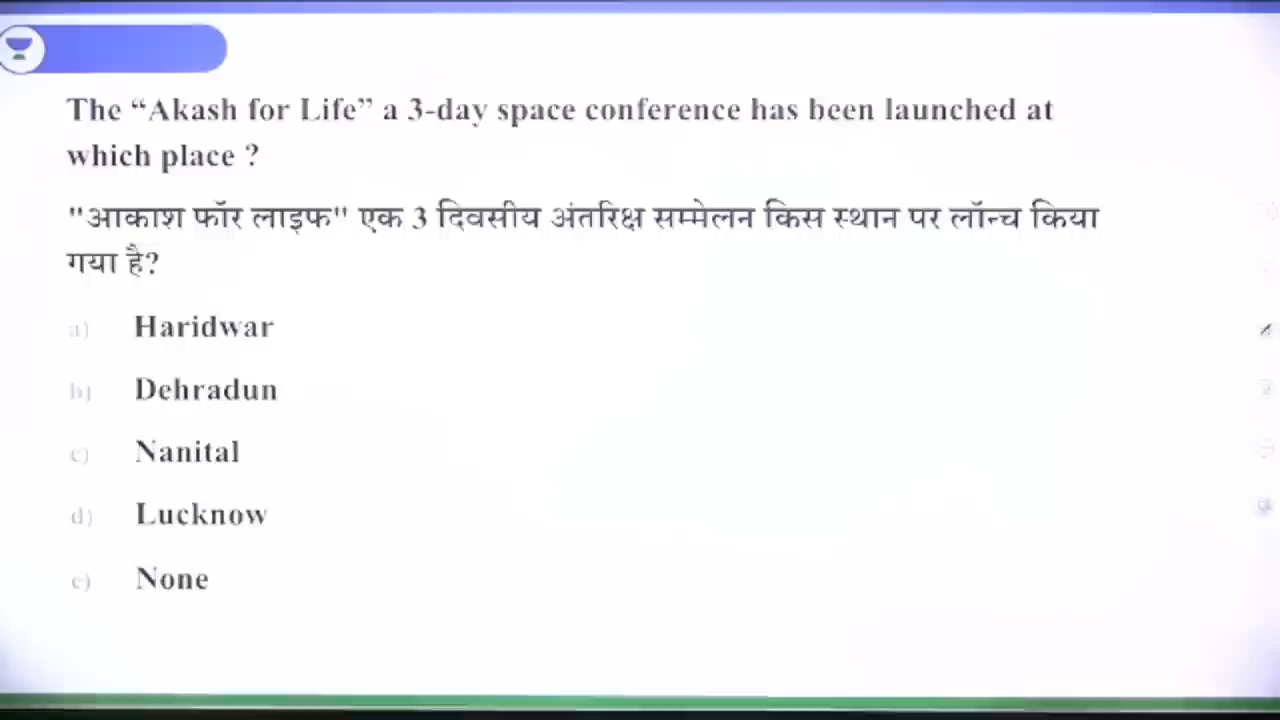 The “Akash for Life” a 3-day space conference has been launched at
which place ?
"आकाश फॉर लाइफ" एक 3 दिवसीय अंतरिक्ष सम्मेलन किस स्थान पर लॉन्च किया
गया है?
a) Haridwar
b) Dehradun
c) Nanital
d) Lucknow
e) None